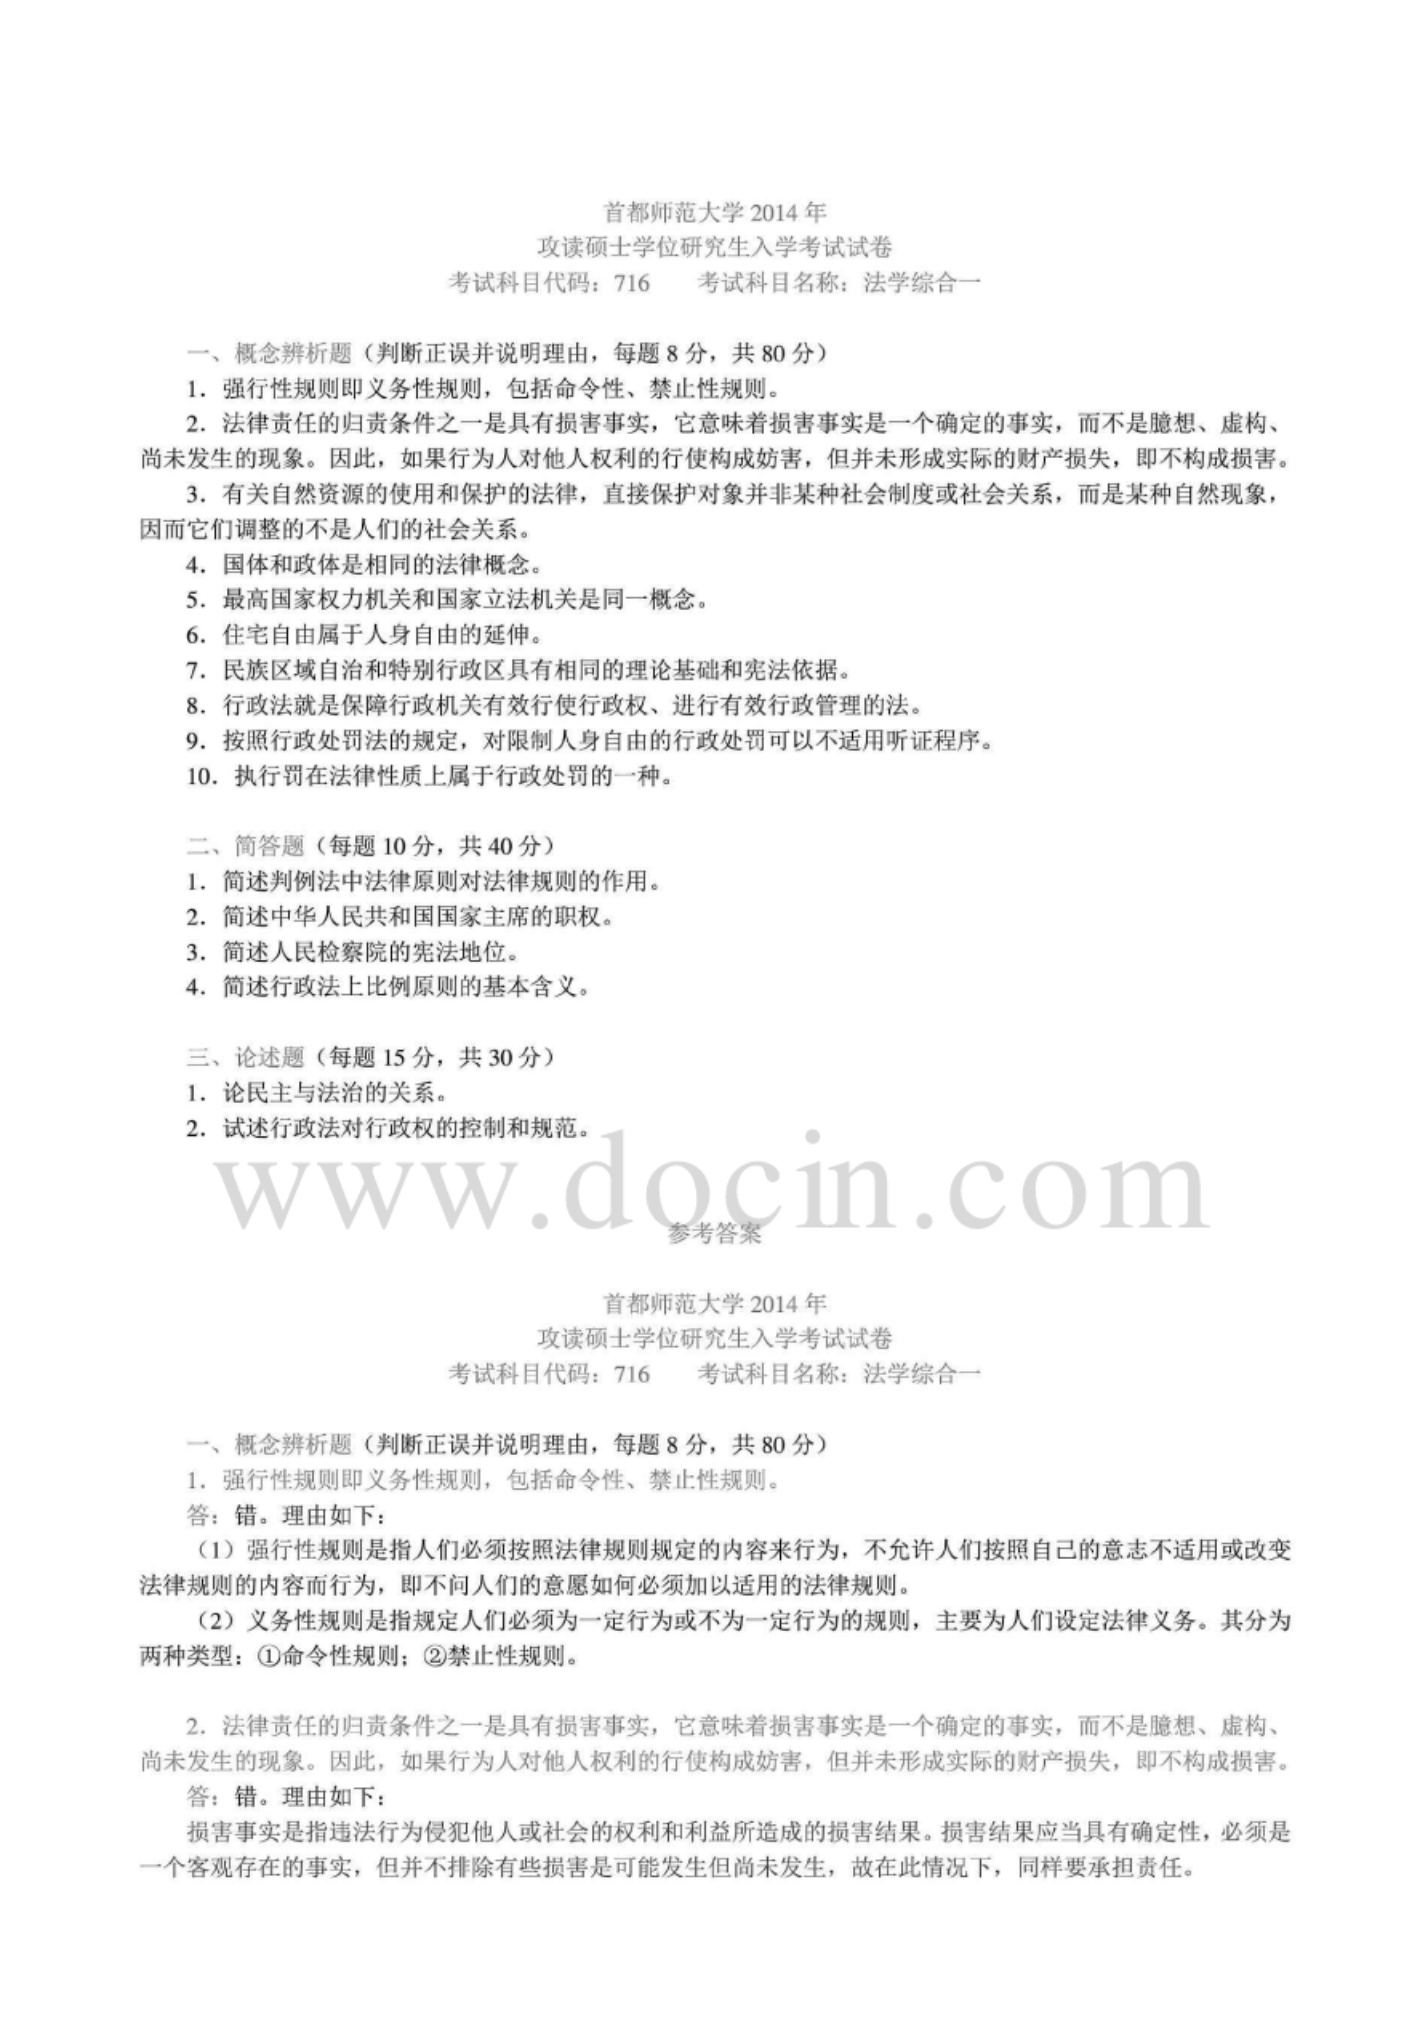 首都师范大学 2014 年
攻读硕士学位研究生入学考试试卷
考试科目代码：716　　考试科目名称：法学综合一
一、概念辨析题（判断正误并说明理由，每题 8 分，共 80 分）
1．强行性规则即义务性规则，包括命令性、禁止性规则。
2．法律责任的归责条件之一是具有损害事实，它意味着损害事实是一个确定的事实，而不是臆想、虚构、
尚未发生的现象。因此，如果行为人对他人权利的行使构成妨害，但并未形成实际的财产损失，即不构成损害。
3．有关自然资源的使用和保护的法律，直接保护对象并非某种社会制度或社会关系，而是某种自然现象，
因而它们调整的不是人们的社会关系。
4．国体和政体是相同的法律概念。
5．最高国家权力机关和国家立法机关是同一概念。
6．住宅自由属于人身自由的延伸。
7．民族区域自治和特别行政区具有相同的理论基础和宪法依据。
8．行政法就是保障行政机关有效行使行政权、进行有效行政管理的法。
9．按照行政处罚法的规定，对限制人身自由的行政处罚可以不适用听证程序。
10．执行罚在法律性质上属于行政处罚的一种。
二、简答题（每题 10 分，共 40 分）
1．简述判例法中法律原则对法律规则的作用。
2．简述中华人民共和国国家主席的职权。
3．简述人民检察院的宪法地位。
4．简述行政法上比例原则的基本含义。
三、论述题（每题 15 分，共 30 分）
1．论民主与法治的关系。
2．试述行政法对行政权的控制和规范。
www.docin.com
参考答案
首都师范大学 2014 年
攻读硕士学位研究生入学考试试卷
考试科目代码：716　　考试科目名称：法学综合一
一、概念辨析题（判断正误并说明理由，每题 8 分，共 80 分）
1．强行性规则即义务性规则，包括命令性、禁止性规则。
答：错。理由如下：
（1）强行性规则是指人们必须按照法律规则规定的内容来行为，不允许人们按照自己的意志不适用或改变
法律规则的内容而行为，即不问人们的意愿如何必须加以适用的法律规则。
（2）义务性规则是指规定人们必须为一定行为或不为一定行为的规则，主要为人们设定法律义务。其分为
两种类型：①命令性规则；②禁止性规则。
2．法律责任的归责条件之一是具有损害事实，它意味着损害事实是一个确定的事实，而不是臆想、虚构、
尚未发生的现象。因此，如果行为人对他人权利的行使构成妨害，但并未形成实际的财产损失，即不构成损害。
答：错。理由如下：
损害事实是指违法行为侵犯他人或社会的权利和利益所造成的损害结果。损害结果应当具有确定性，必须是
一个客观存在的事实，但并不排除有些损害是可能发生但尚未发生，故在此情况下，同样要承担责任。